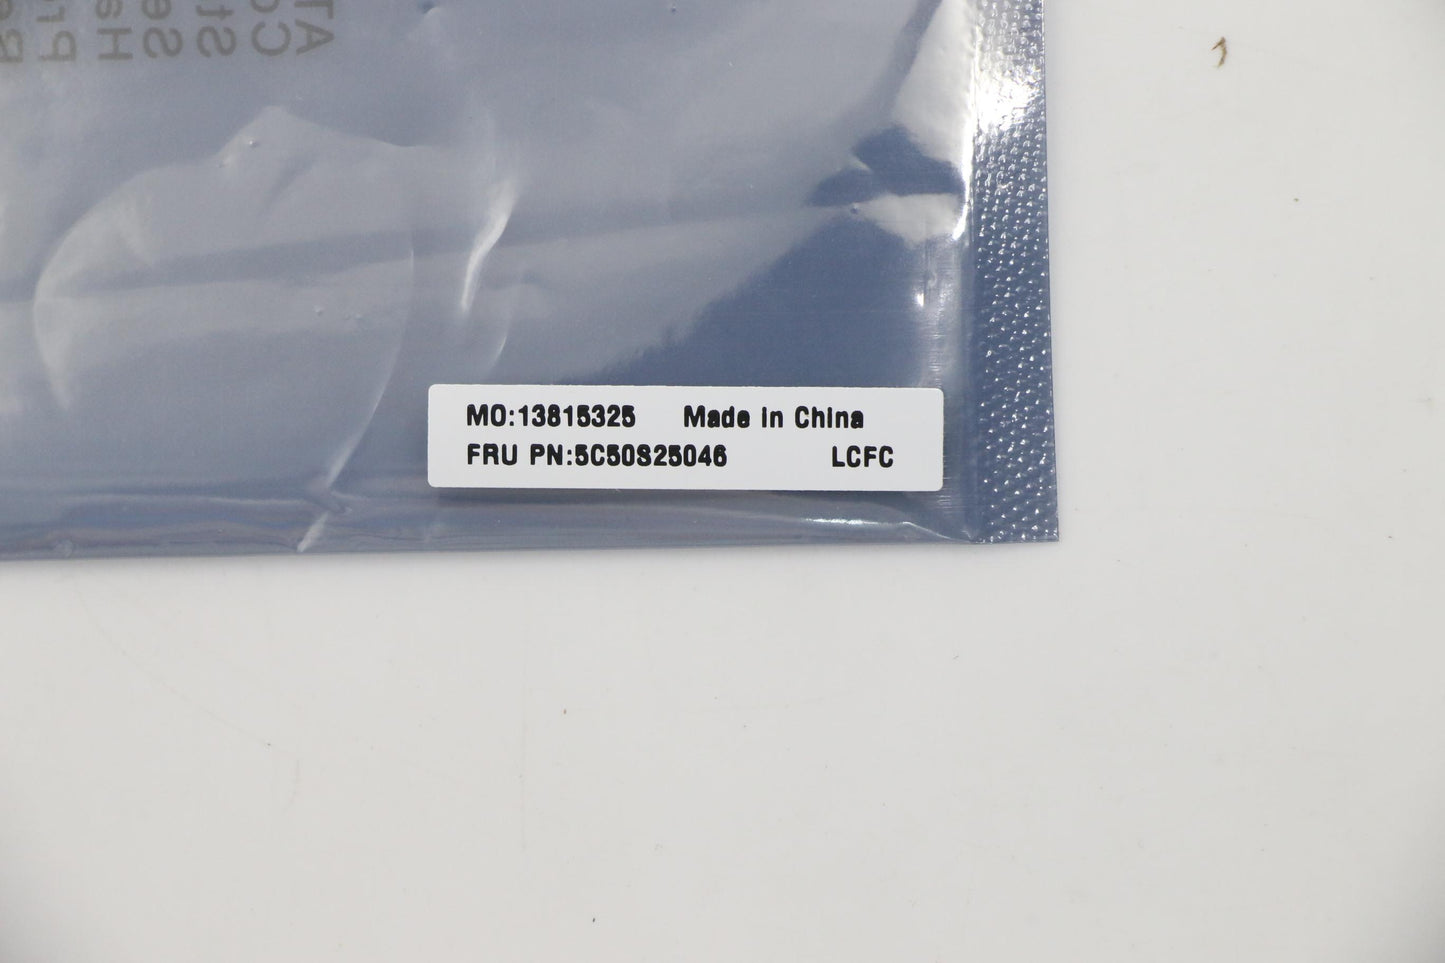 MO:13815325 Made in China
FRU PN:5C50S25046 LCFC